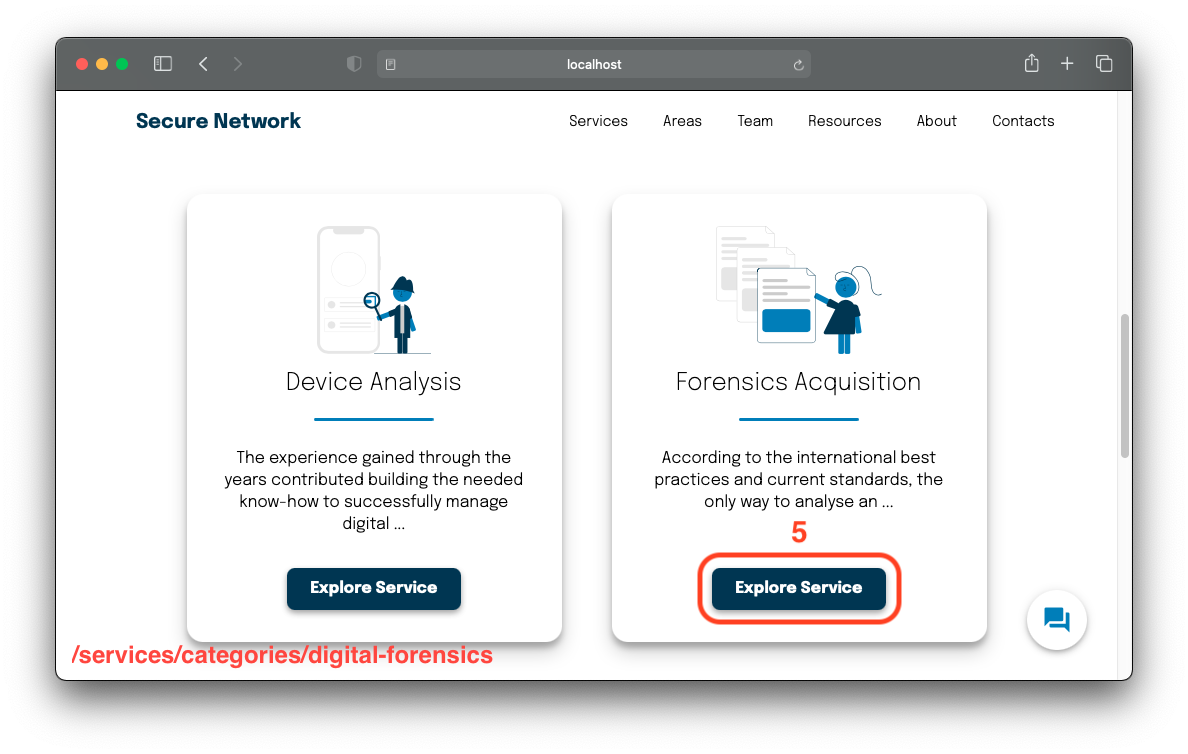 localhost
Secure Network
Services Areas Team Resources About Contacts
Device Analysis
The experience gained through the
years contributed building the needed
know-how to successfully manage
digital ...
Explore Service
Forensics Acquisition
According to the international best
practices and current standards, the
only way to analyse an ...
5
Explore Service
/services/categories/digital-forensics